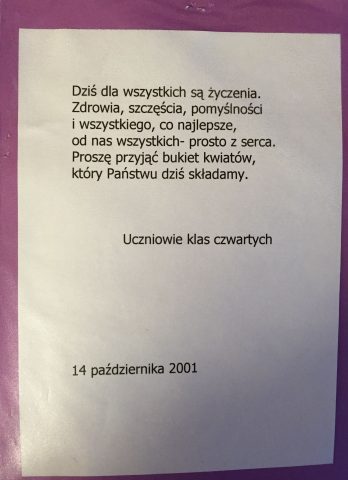 Dziś dla wszystkich są życzenia.
Zdrowia, szczęścia, pomyślności
i wszystkiego, co najlepsze,
od nas wszystkich- prosto z serca.
Proszę przyjąć bukiet kwiatów,
który Państwu dziś składamy.
Uczniowie klas czwartych
14 października 2001